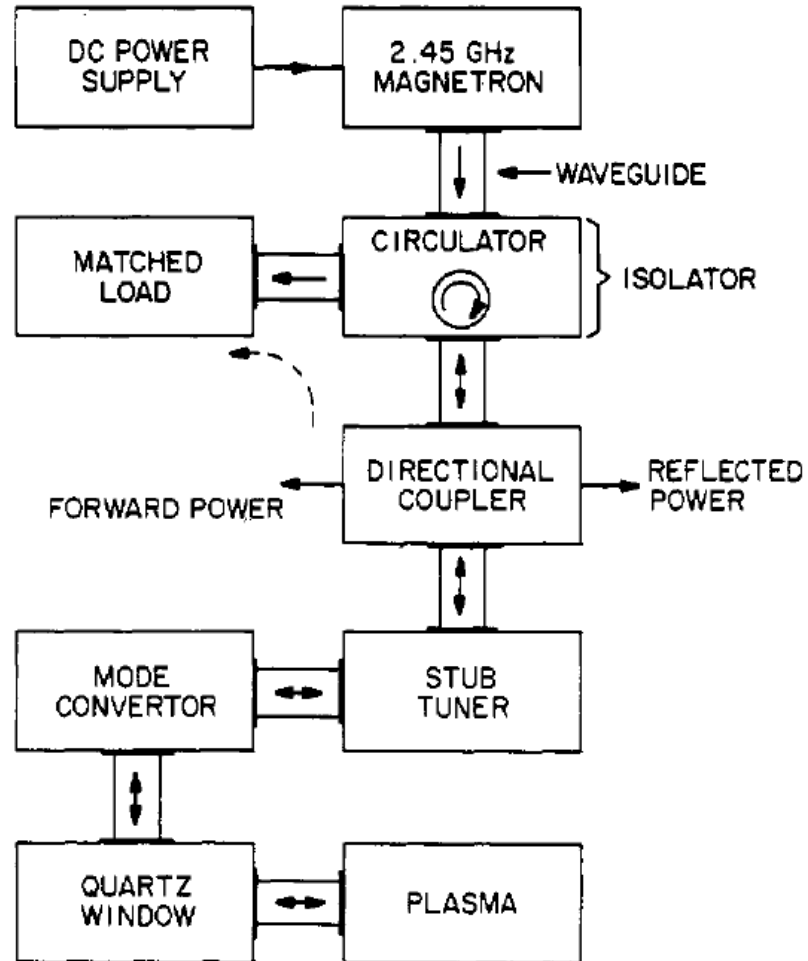 DC POWER
SUPPLY
2.45 GHz
MAGNETRON
WAVEGUIDE
MATCHED
LOAD
CIRCULATOR
ISOLATOR
FORWARD POWER
DIRECTIONAL
COUPLER
REFLECTED
POWER
MODE
CONVERTOR
STUB
TUNER
QUARTZ
WINDOW
PLASMA